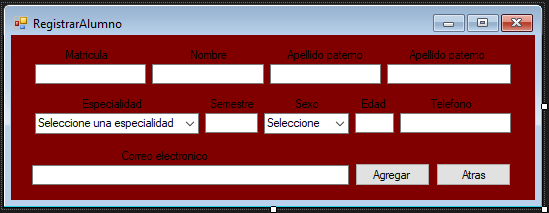 RegistrarAlumno
Matricula Nombre Apellido paterno Apellido paterno
Especialidad Semestre Sexo Edad Telefono
Seleccione una especialidad Seleccione
Correo electronico
Agregar Atras